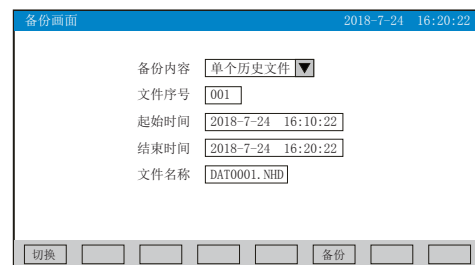 备份画面 2018-7-24 16:20:22
备份内容 单个历史文件
文件序号 001
起始时间 2018-7-24 16:10:22
结束时间 2018-7-24 16:20:22
文件名称 DAT0001.NHD
切换 备份